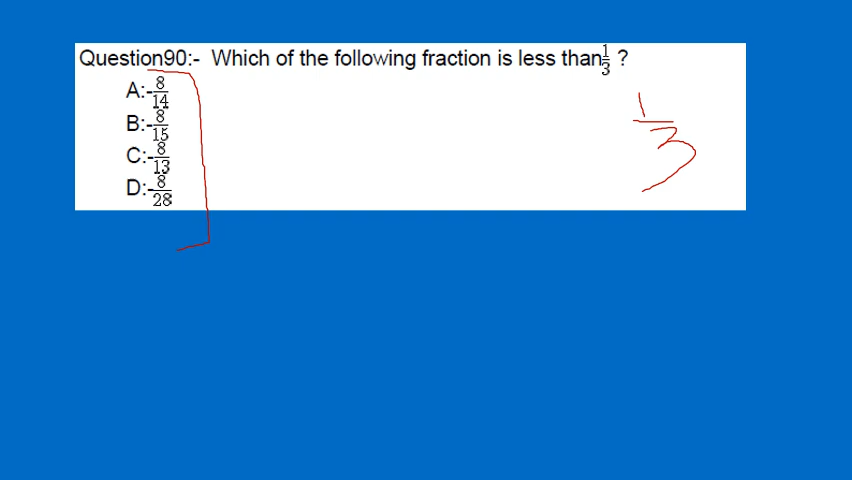 Question90:- Which of the following fraction is less than 1/3 ?
A:- 8/14
B:- 8/15
C:- 8/13
D:- 8/28
1/3